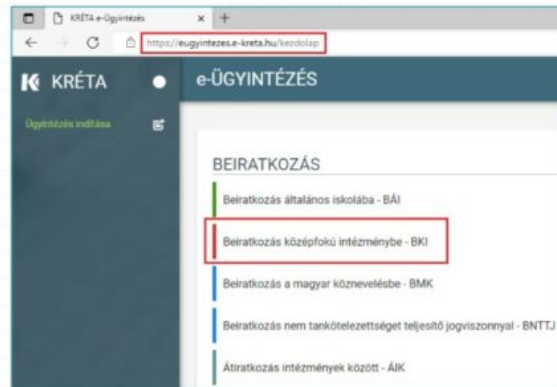 KRÉTA e-Ügyintézés
https://eugyintezes.e-kreta.hu/kezdolap
KRÉTA
e-ÜGYINTÉZÉS
Ügyintézés indítása
BEIRATKOZÁS
Beiratkozás általános iskolába - BÁI
Beiratkozás középfokú intézménybe - BKI
Beiratkozás a magyar köznevelésbe - BMK
Beiratkozás nem tankötelezettséget teljesítő jogviszonnyal - BNTTJ
Átiratkozás intézmények között - ÁIK